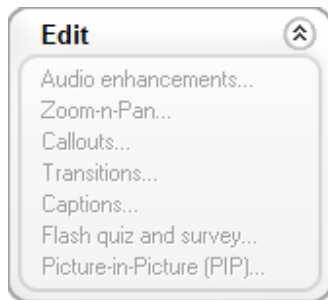 Edit
Audio enhancements...
Zoom-n-Pan...
Callouts...
Transitions...
Captions...
Flash quiz and survey...
Picture-in-Picture (PIP)...